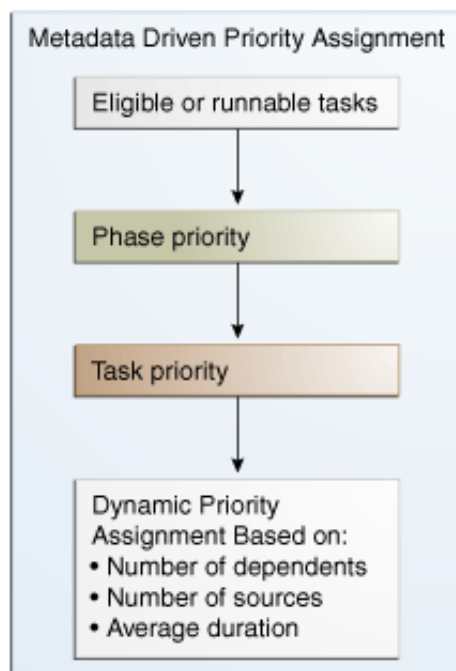 Metadata Driven Priority Assignment
Eligible or runnable tasks
Phase priority
Task priority
Dynamic Priority
Assignment Based on:
• Number of dependents
• Number of sources
• Average duration